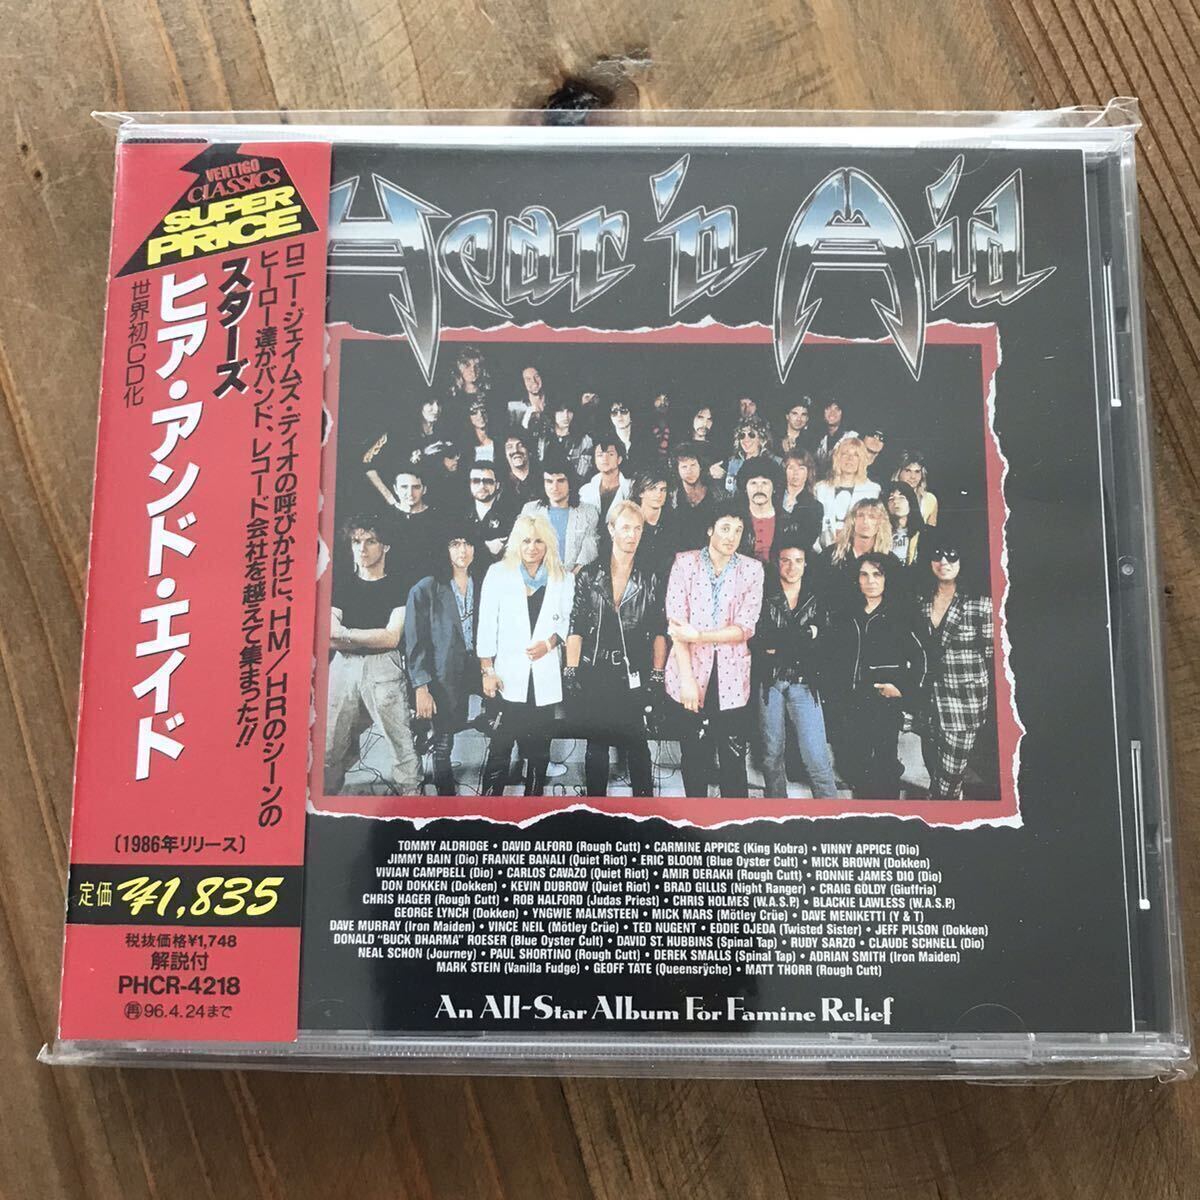 VERTIGO
CLASSICS
SUPER
PRICE
ロニー・ジェイムズ・ディオの呼びかけに、HM/HRのシーンの
ヒーロー達がバンド、レコード会社を越えて集まった!!
スターズ
ヒア・アンド・エイド
世界初CD化
〔1986年リリース〕
定価 ¥1,835
税抜価格¥1,748
解説付
PHCR-4218
再96.4.24まで
Hear 'n Aid
TOMMY ALDRIDGE • DAVID ALFORD (Rough Cutt) • CARMINE APPICE (King Kobra) • VINNY APPICE (Dio)
JIMMY BAIN (Dio) FRANKIE BANALI (Quiet Riot) • ERIC BLOOM (Blue Oyster Cult) • MICK BROWN (Dokken)
VIVIAN CAMPBELL (Dio) • CARLOS CAVAZO (Quiet Riot) • AMIR DERAKH (Rough Cutt) • RONNIE JAMES DIO (Dio)
DON DOKKEN (Dokken) • KEVIN DUBROW (Quiet Riot) • BRAD GILLIS (Night Ranger) • CRAIG GOLDY (Giuffria)
CHRIS HAGER (Rough Cutt) • ROB HALFORD (Judas Priest) • CHRIS HOLMES (W.A.S.P.) • BLACKIE LAWLESS (W.A.S.P.)
GEORGE LYNCH (Dokken) • YNGWIE MALMSTEEN • MICK MARS (Mötley Crüe) • DAVE MENIKETTI (Y & T)
DAVE MURRAY (Iron Maiden) • VINCE NEIL (Mötley Crüe) • TED NUGENT • EDDIE OJEDA (Twisted Sister) • JEFF PILSON (Dokken)
DONALD "BUCK DHARMA" ROESER (Blue Oyster Cult) • DAVID ST. HUBBINS (Spinal Tap) • RUDY SARZO • CLAUDE SCHNELL (Dio)
NEAL SCHON (Journey) • PAUL SHORTINO (Rough Cutt) • DEREK SMALLS (Spinal Tap) • ADRIAN SMITH (Iron Maiden)
MARK STEIN (Vanilla Fudge) • GEOFF TATE (Queensrÿche) • MATT THORR (Rough Cutt)
An All-Star Album For Famine Relief